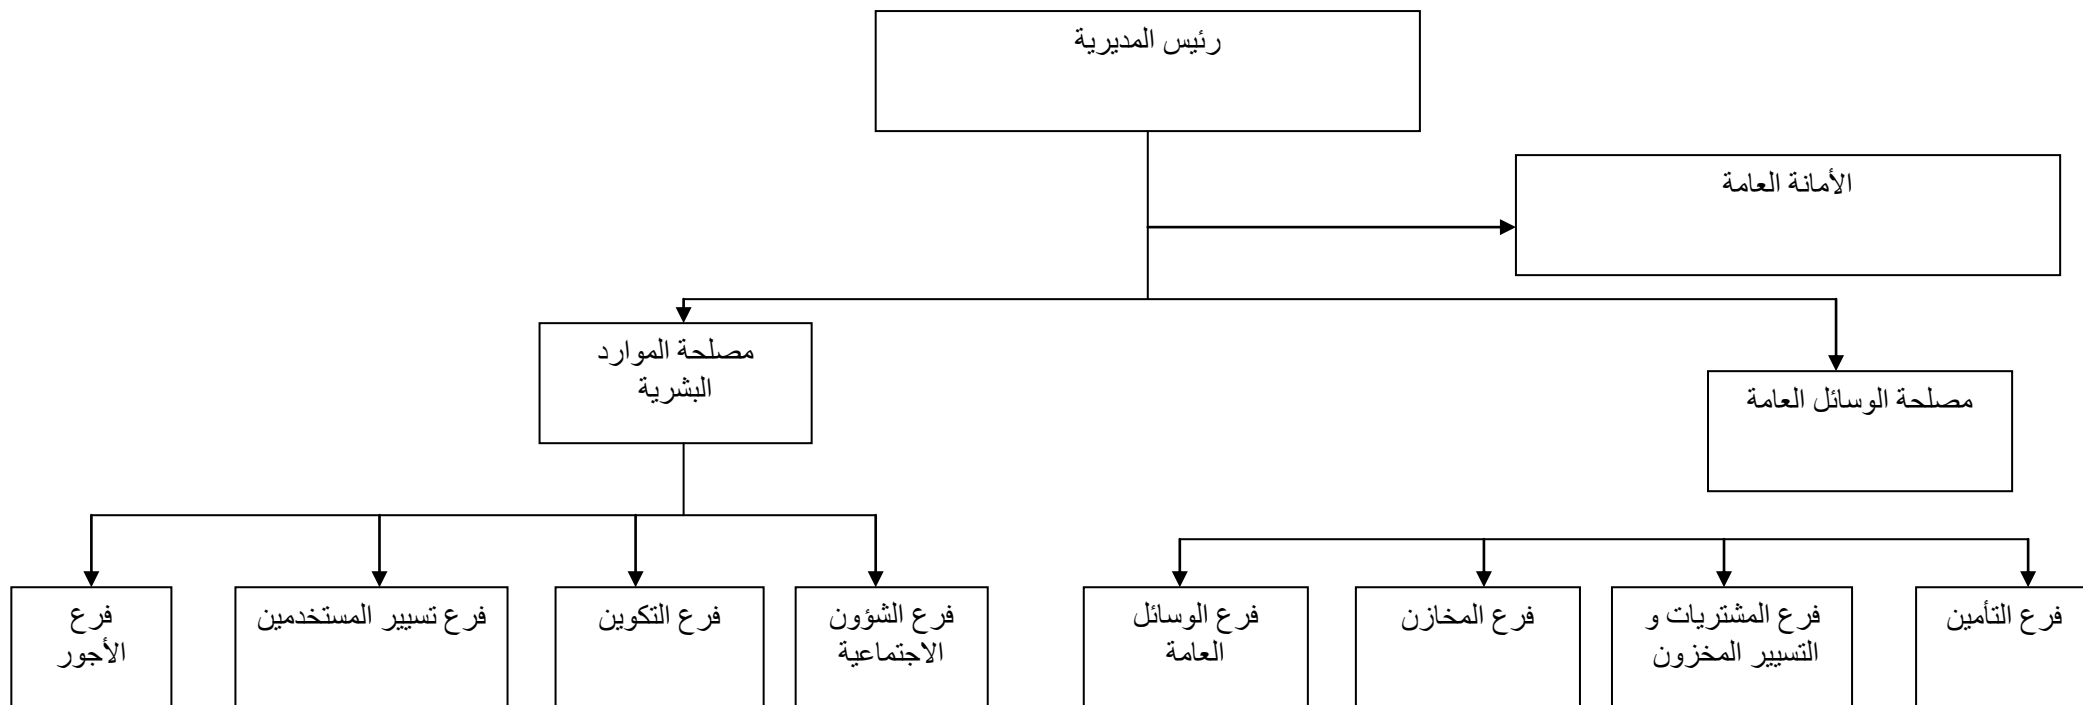 رئيس المديرية
الأمانة العامة
مصلحة الموارد
البشرية
مصلحة الوسائل العامة
فرع التأمين
فرع المشتريات و
التسيير المخزون
فرع المخازن
فرع الوسائل
العامة
فرع الشؤون
الاجتماعية
فرع التكوين
فرع تسيير المستخدمين
فرع
الأجور